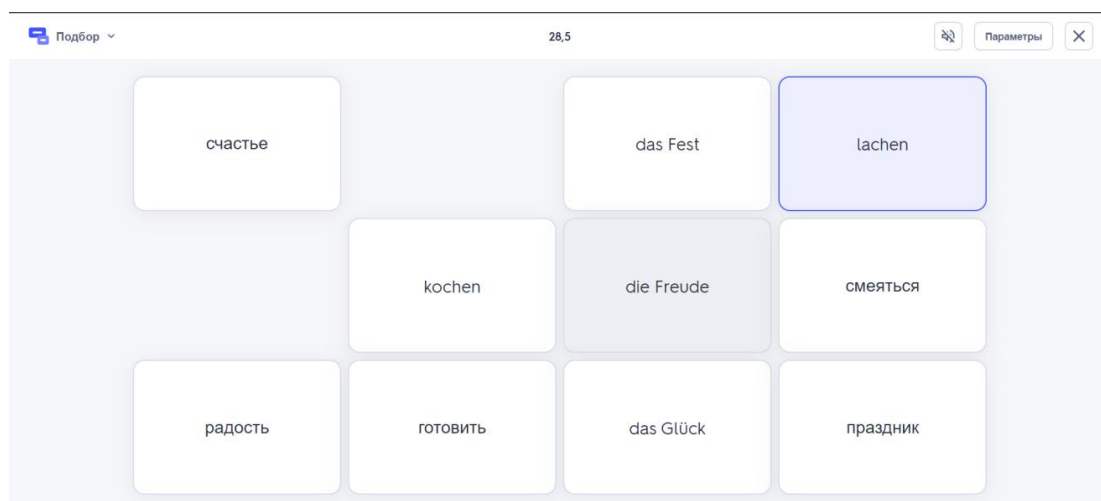 Подбор
28,5
Параметры
счастье
das Fest
lachen
kochen
die Freude
смеяться
радость
готовить
das Glück
праздник